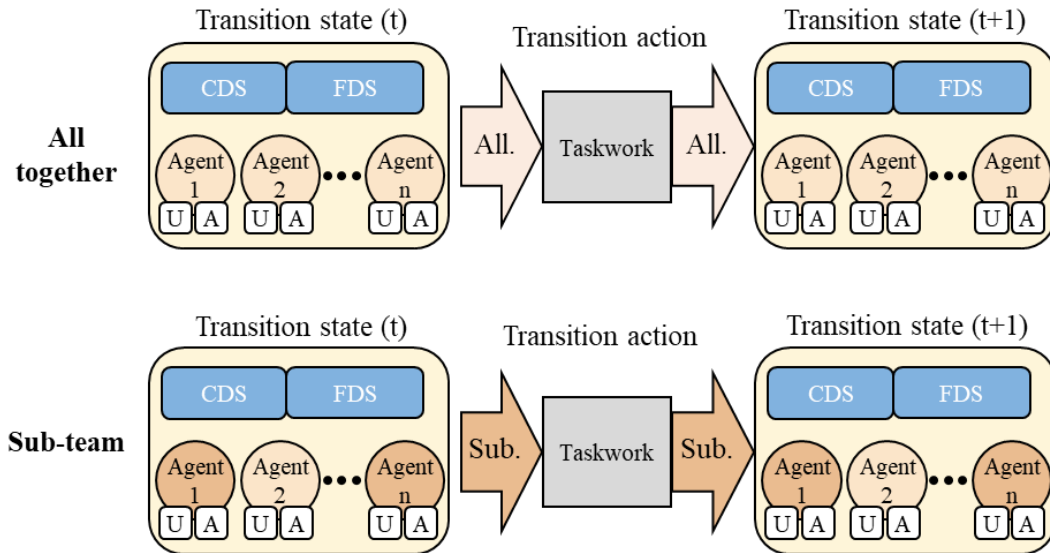 Transition state (t)
Transition action
Transition state (t+1)
All
together
CDS
FDS
Agent
1
U
A
Agent
2
U
A
Agent
n
U
A
All.
Taskwork
All.
CDS
FDS
Agent
1
U
A
Agent
2
U
A
Agent
n
U
A
Transition state (t)
Transition action
Transition state (t+1)
Sub-team
CDS
FDS
Agent
1
U
A
Agent
2
U
A
Agent
n
U
A
Sub.
Taskwork
Sub.
CDS
FDS
Agent
1
U
A
Agent
2
U
A
Agent
n
U
A